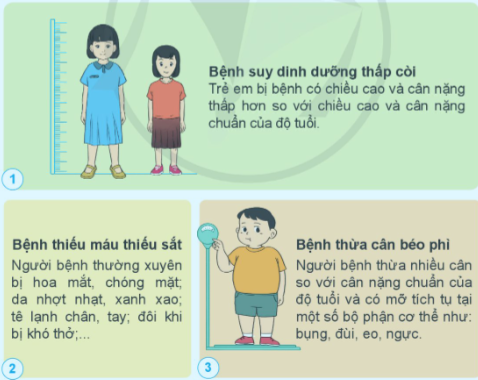 Bệnh suy dinh dưỡng thấp còi
Trẻ em bị bệnh có chiều cao và cân nặng
thấp hơn so với chiều cao và cân nặng
chuẩn của độ tuổi.
1
Bệnh thiếu máu thiếu sắt
Người bệnh thường xuyên
bị hoa mắt, chóng mặt;
da nhợt nhạt, xanh xao;
tê lạnh chân, tay; đôi khi
bị khó thở;...
2
Bệnh thừa cân béo phì
Người bệnh thừa nhiều cân
so với cân nặng chuẩn của
độ tuổi và có mỡ tích tụ tại
một số bộ phận cơ thể như:
bụng, đùi, eo, ngực.
3